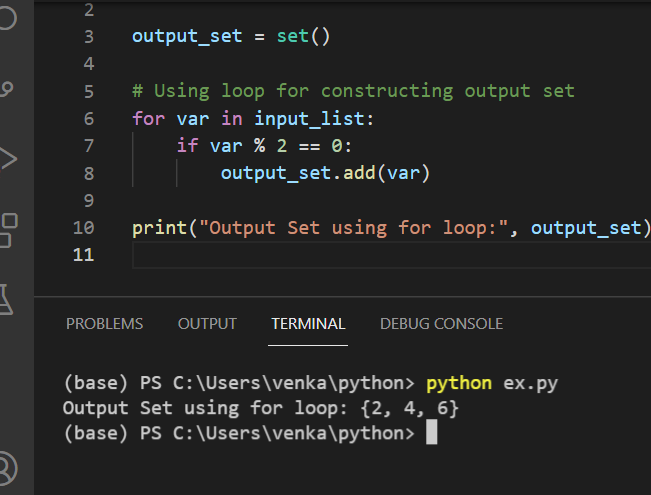 2
3 output_set = set()
4
5 # Using loop for constructing output set
6 for var in input_list:
7     if var % 2 == 0:
8         output_set.add(var)
9
10 print("Output Set using for loop:", output_set)
11
PROBLEMS OUTPUT TERMINAL DEBUG CONSOLE
(base) PS C:\Users\venka\python> python ex.py
Output Set using for loop: {2, 4, 6}
(base) PS C:\Users\venka\python>